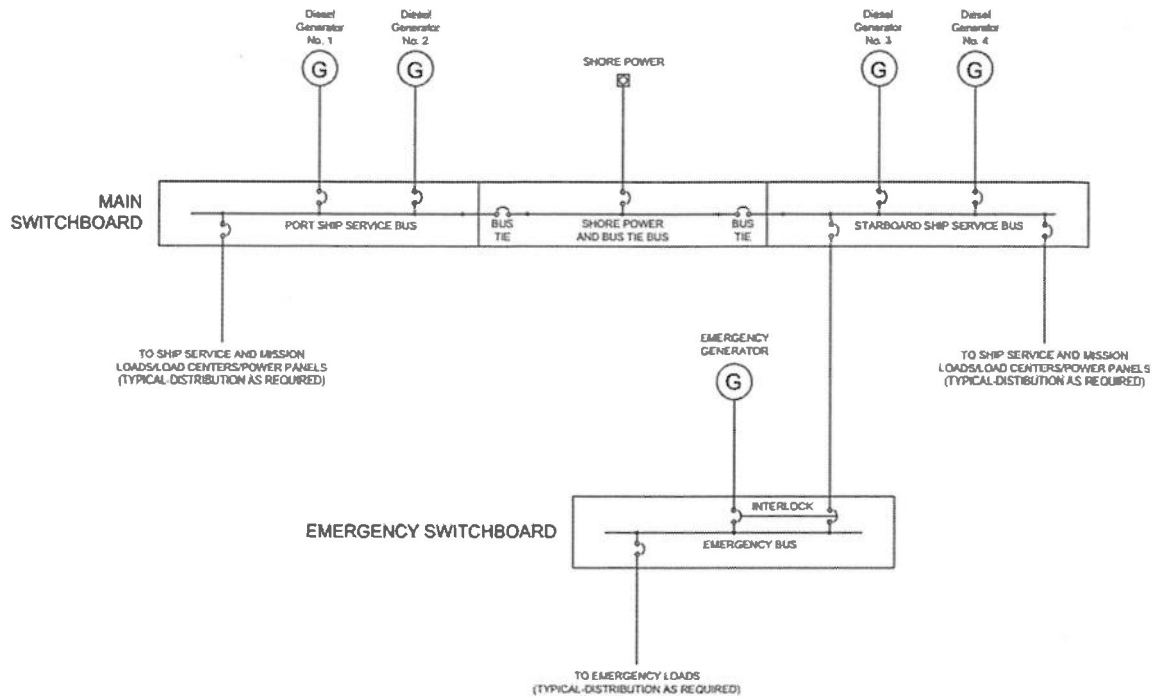 Diesel
Generator
No. 1
Diesel
Generator
No. 2
SHORE POWER
Diesel
Generator
No. 3
Diesel
Generator
No. 4
G
G
G
G
MAIN
SWITCHBOARD
PORT SHIP SERVICE BUS
BUS
TIE
SHORE POWER
AND BUS TIE BUS
BUS
TIE
STARBOARD SHIP SERVICE BUS
TO SHIP SERVICE AND MISSION
LOADS/LOAD CENTERS/POWER PANELS
(TYPICAL-DISTRIBUTION AS REQUIRED)
EMERGENCY
GENERATOR
G
TO SHIP SERVICE AND MISSION
LOADS/LOAD CENTERS/POWER PANELS
(TYPICAL-DISTIBUTION AS REQUIRED)
EMERGENCY SWITCHBOARD
INTERLOCK
EMERGENCY BUS
TO EMERGENCY LOADS
(TYPICAL-DISTRIBUTION AS REQUIRED)